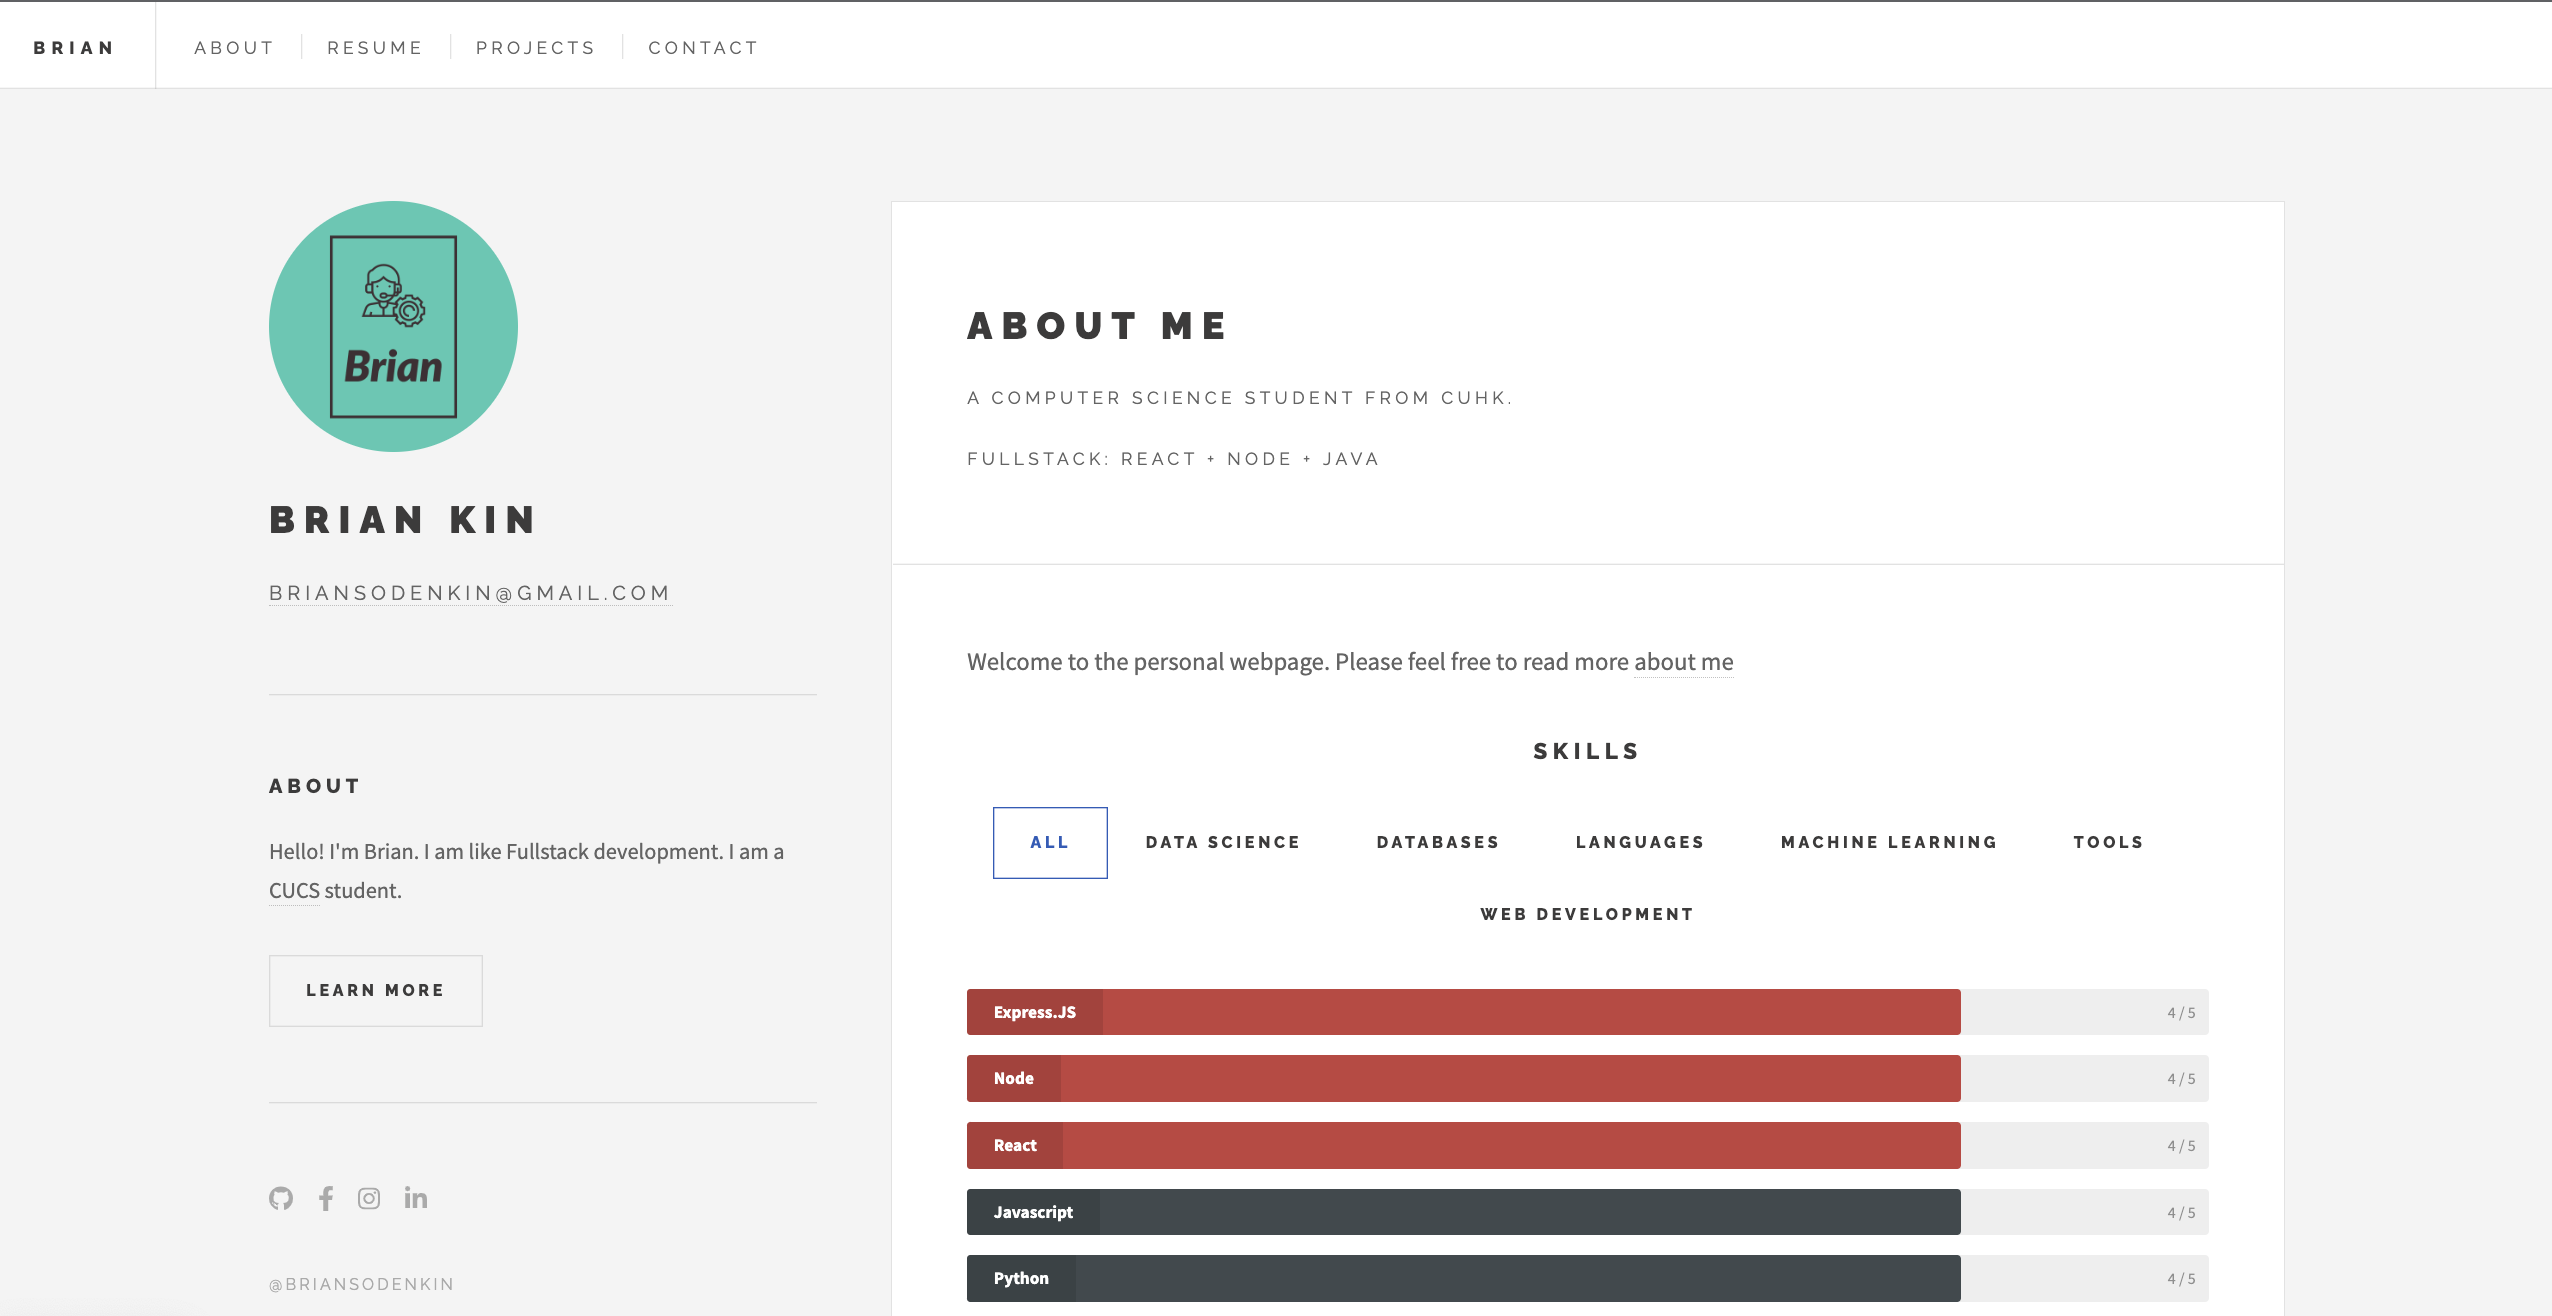 BRIAN
ABOUT
RESUME
PROJECTS
CONTACT
Brian
BRIAN KIN
BRIANSODENKIN@GMAIL.COM
ABOUT
Hello! I'm Brian. I am like Fullstack development. I am a
CUCS student.
LEARN MORE
@BRIANSODENKIN
ABOUT ME
A COMPUTER SCIENCE STUDENT FROM CUHK.
FULLSTACK: REACT + NODE + JAVA
Welcome to the personal webpage. Please feel free to read more about me
SKILLS
ALL
DATA SCIENCE
DATABASES
LANGUAGES
MACHINE LEARNING
TOOLS
WEB DEVELOPMENT
Express.JS 4 / 5
Node 4 / 5
React 4 / 5
Javascript 4 / 5
Python 4 / 5